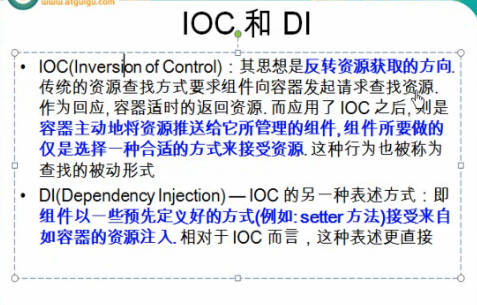 www.atguigu.com
IOC 和 DI
• IOC(Inversion of Control)：其思想是反转资源获取的方向.
传统的资源查找方式要求组件向容器发起请求查找资源.
作为回应, 容器适时的返回资源. 而应用了 IOC 之后, 则是
容器主动地将资源推送给它所管理的组件, 组件所要做的
仅是选择一种合适的方式来接受资源. 这种行为也被称为
查找的被动形式
• DI(Dependency Injection) — IOC 的另一种表述方式：即
组件以一些预先定义好的方式(例如: setter 方法)接受来自
如容器的资源注入. 相对于 IOC 而言，这种表述更直接